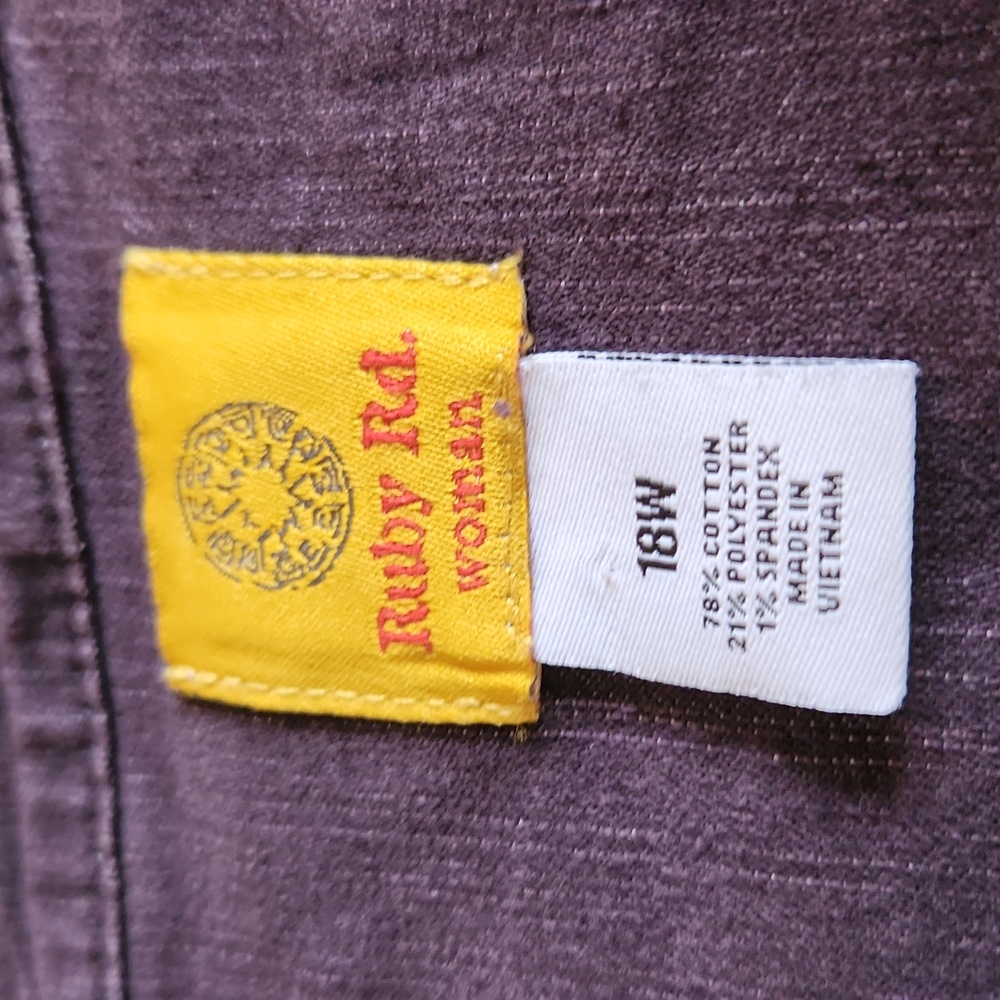 Ruby Rd.
woman
18W
78% COTTON
21% POLYESTER
1% SPANDEX
MADE IN
VIETNAM